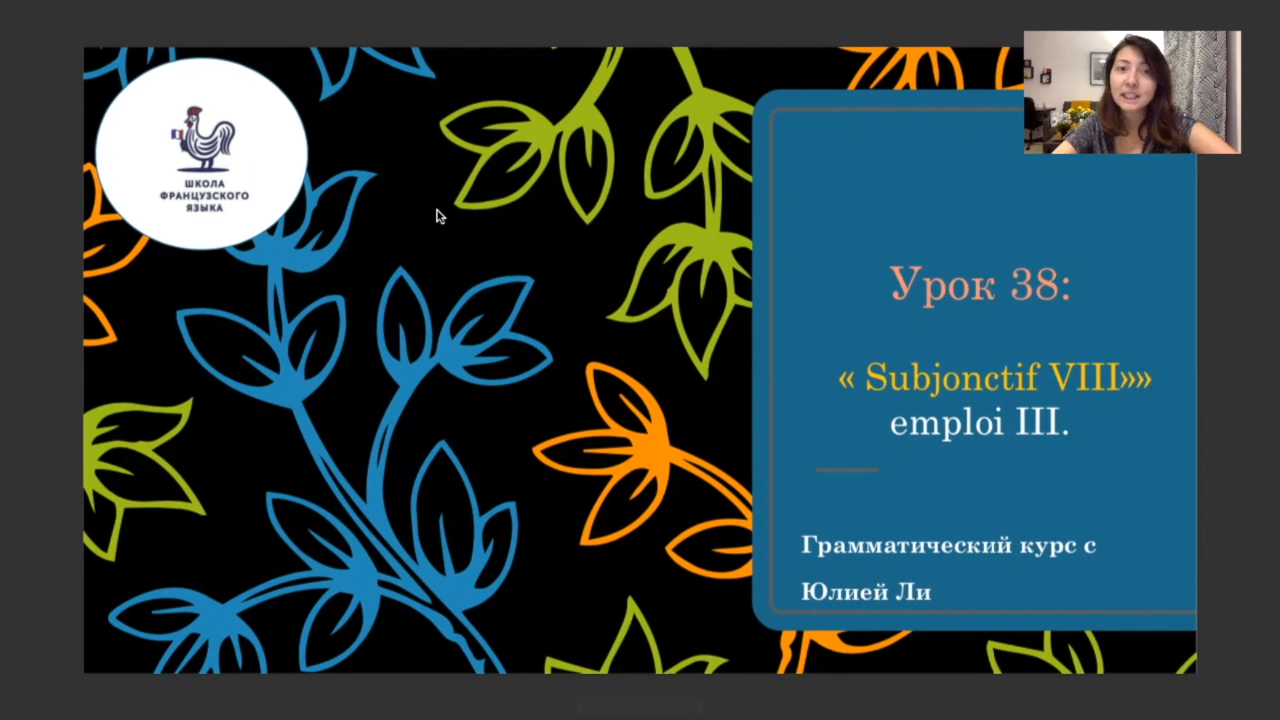 ШКОЛА
ФРАНЦУЗСКОГО
ЯЗЫКА
Урок 38:
« Subjonctif VIII»»
emploi III.
Грамматический курс с
Юлией Ли